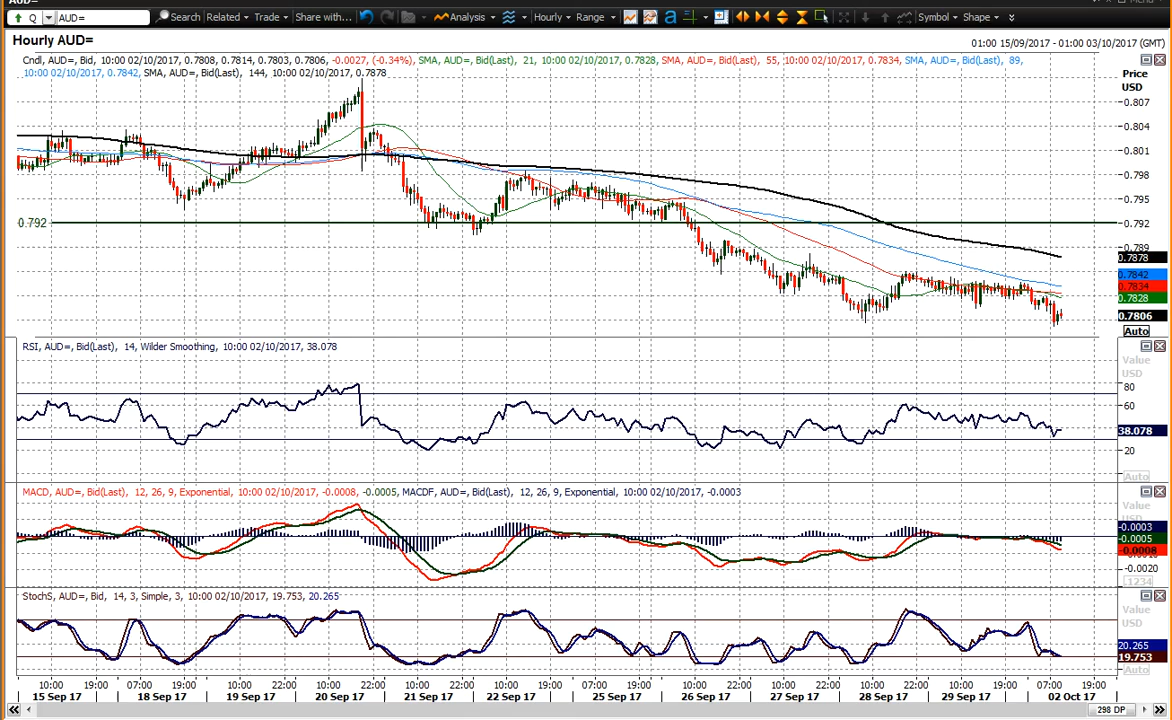 AUD=
Q AUD= Search Related Trade Share with... Analysis Hourly Range Symbol Shape
Hourly AUD=
01:00 15/09/2017 - 01:00 03/10/2017 (GMT)
Cndl, AUD=, Bid, 10:00 02/10/2017, 0.7808, 0.7814, 0.7803, 0.7806, -0.0027, (-0.34%), SMA, AUD=, Bid(Last), 21, 10:00 02/10/2017, 0.7828, SMA, AUD=, Bid(Last), 55, 10:00 02/10/2017, 0.7834, SMA, AUD=, Bid(Last), 89,
10:00 02/10/2017, 0.7842, SMA, AUD=, Bid(Last), 144, 10:00 02/10/2017, 0.7878
Price
USD
0.807
0.804
0.801
0.798
0.795
0.792
0.792
0.789
0.7878
0.7842
0.7834
0.7828
0.7806
Auto
RSI, AUD=, Bid(Last), 14, Wilder Smoothing, 10:00 02/10/2017, 38.078
Value
USD
80
60
38.078
20
Auto
MACD, AUD=, Bid(Last), 12, 26, 9, Exponential, 10:00 02/10/2017, -0.0008, -0.0005, MACDF, AUD=, Bid(Last), 12, 26, 9, Exponential, 10:00 02/10/2017, -0.0003
Value
USD
-0.0003
-0.0005
-0.0008
-0.0020
.1234
StochS, AUD=, Bid, 14, 3, Simple, 3, 10:00 02/10/2017, 19.753, 20.265
Value
USD
20.265
19.753
Auto
10:00 19:00 07:00 19:00 10:00 22:00 10:00 22:00 10:00 22:00 10:00 19:00 07:00 19:00 10:00 22:00 07:00 19:00 10:00 22:00 10:00 19:00 07:00 19:00
15 Sep 17 18 Sep 17 19 Sep 17 20 Sep 17 21 Sep 17 22 Sep 17 25 Sep 17 26 Sep 17 27 Sep 17 28 Sep 17 29 Sep 17 02 Oct 17
298 DP